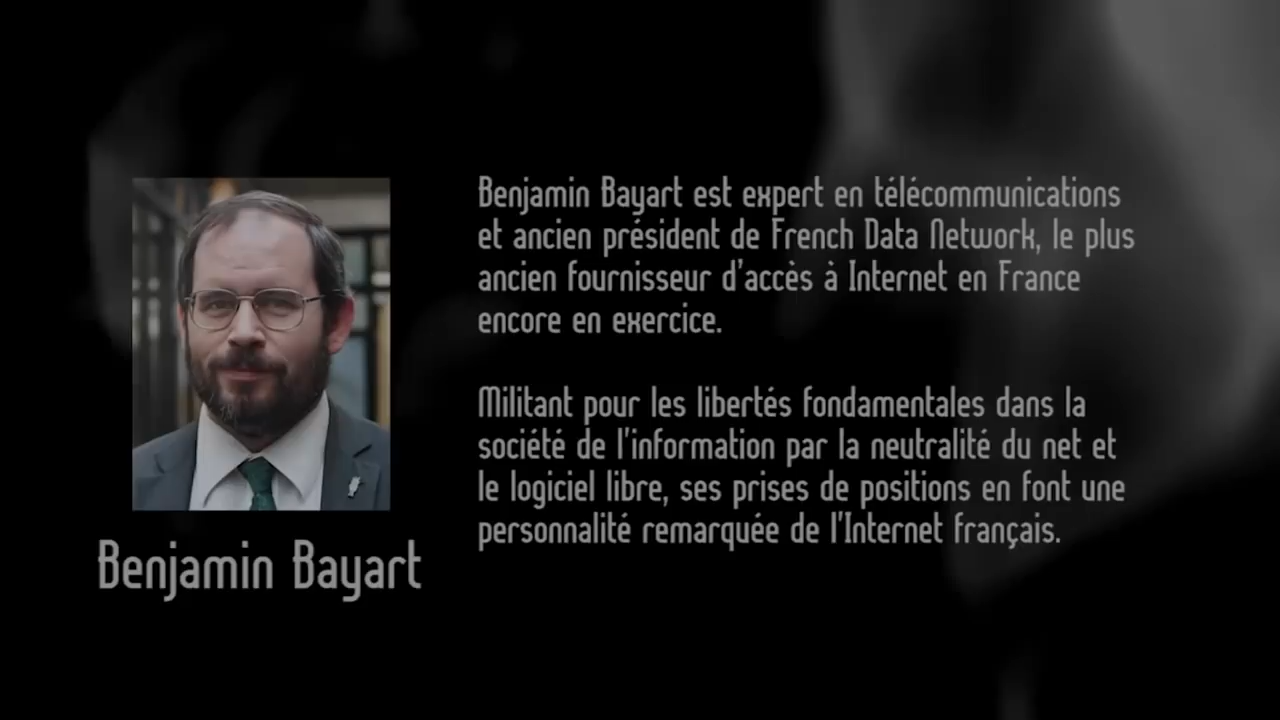 Benjamin Bayart est expert en télécommunications
et ancien président de French Data Network, le plus
ancien fournisseur d'accès à Internet en France
encore en exercice.
Militant pour les libertés fondamentales dans la
société de l'information par la neutralité du net et
le logiciel libre, ses prises de positions en font une
personnalité remarquée de l'Internet français.
Benjamin Bayart